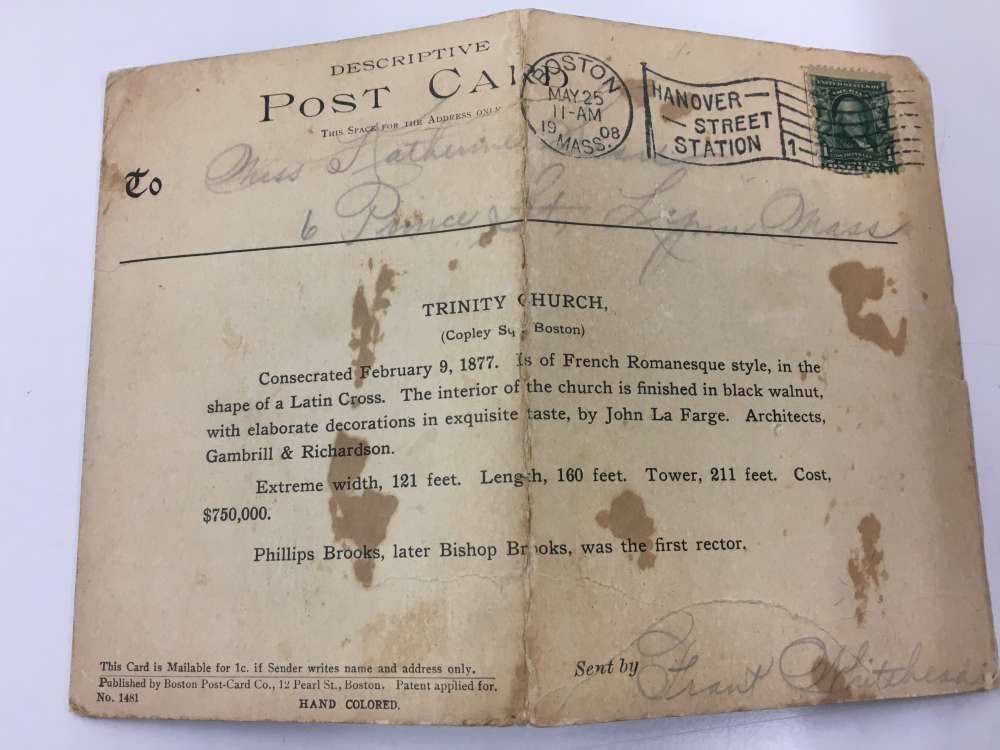 DESCRIPTIVE
POST CARD
THIS SPACE FOR THE ADDRESS ONLY
BOSTON
MAY 25
11-AM
19 08
MASS.
HANOVER
STREET
STATION
1
To Miss Katherine
6 Prince St, Lynn Mass
TRINITY CHURCH,
(Copley Sq., Boston)
Consecrated February 9, 1877. Is of French Romanesque style, in the
shape of a Latin Cross. The interior of the church is finished in black walnut,
with elaborate decorations in exquisite taste, by John La Farge. Architects,
Gambrill & Richardson.
Extreme width, 121 feet. Length, 160 feet. Tower, 211 feet. Cost,
$750,000.
Phillips Brooks, later Bishop Brooks, was the first rector.
This Card is Mailable for 1c. if Sender writes name and address only.
Published by Boston Post-Card Co., 12 Pearl St., Boston. Patent applied for.
No. 1481
HAND COLORED.
Sent by